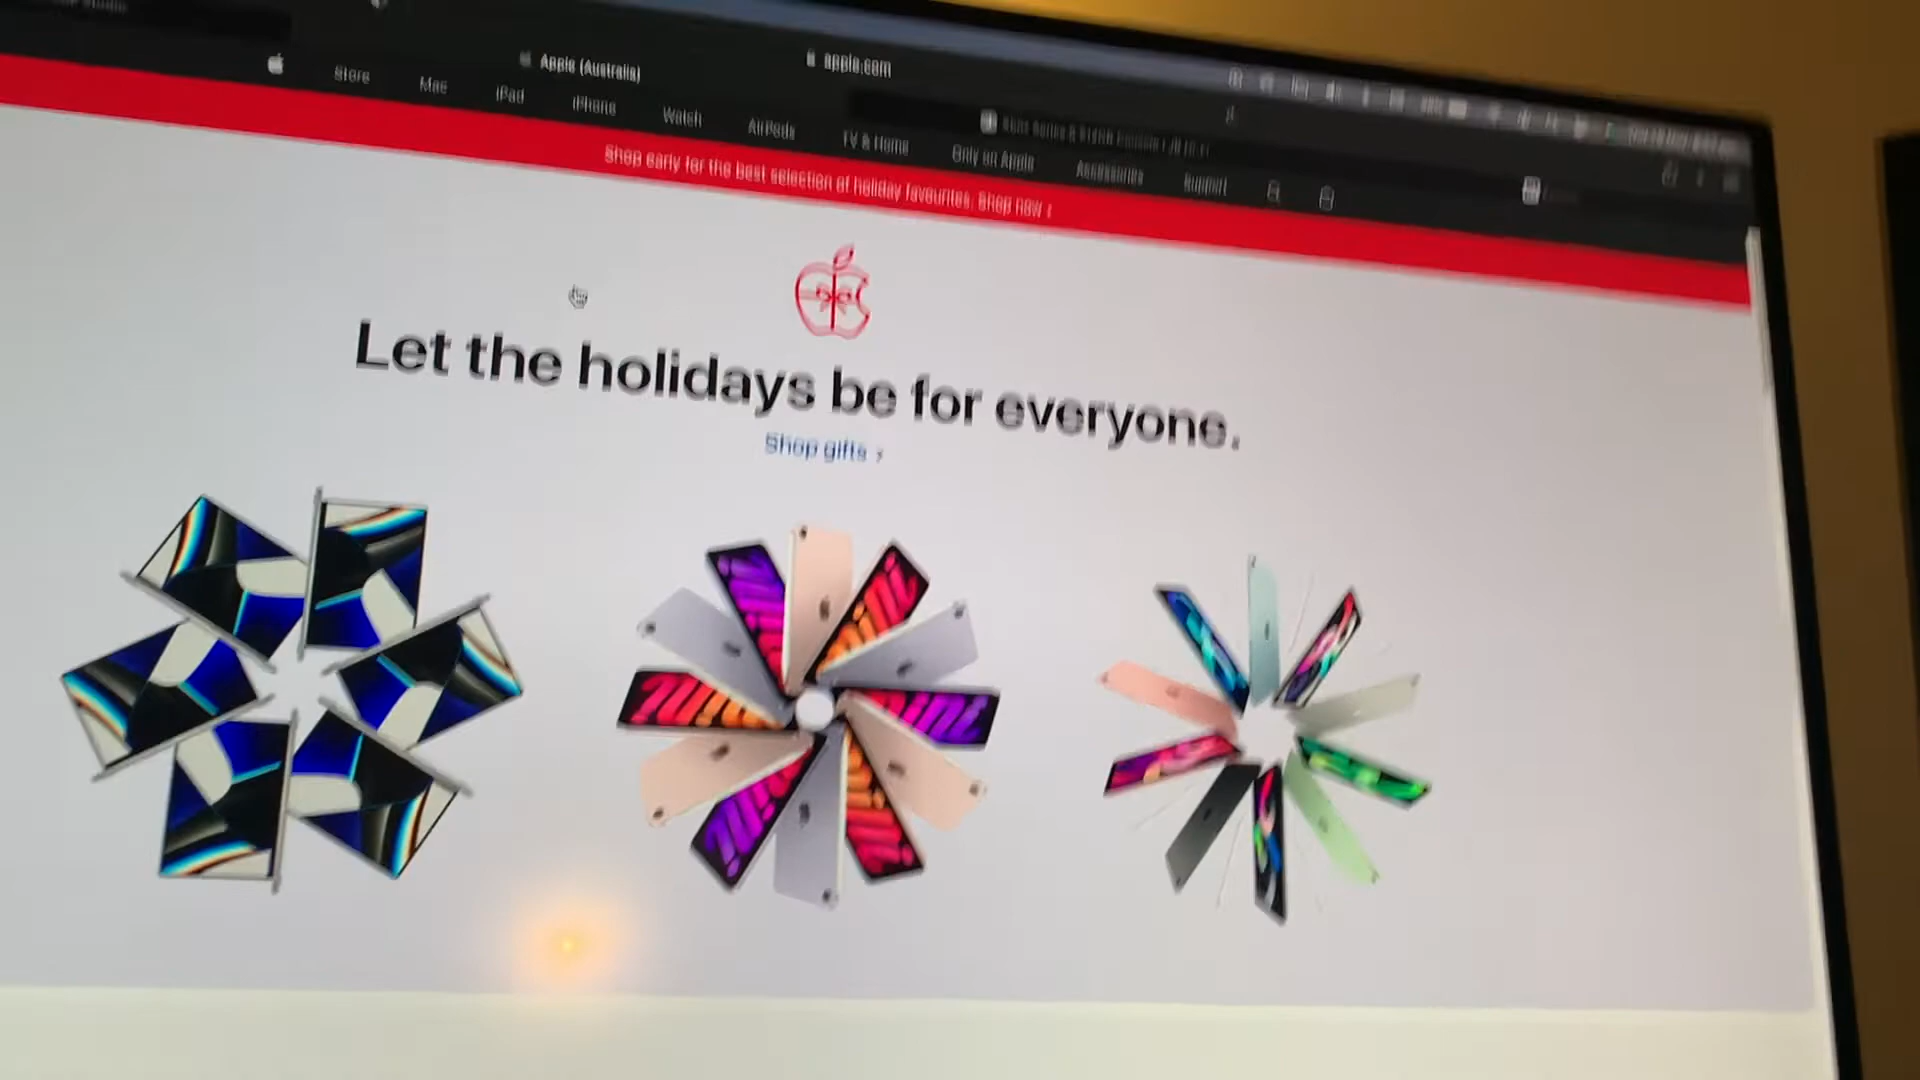 Apple (Australia)
apple.com
Store
Mac
iPad
iPhone
Watch
AirPods
TV & Home
Only on Apple
Accessories
Support
Shop early for the best selection of holiday favourites. Shop now ›
Let the holidays be for everyone.
Shop gifts ›